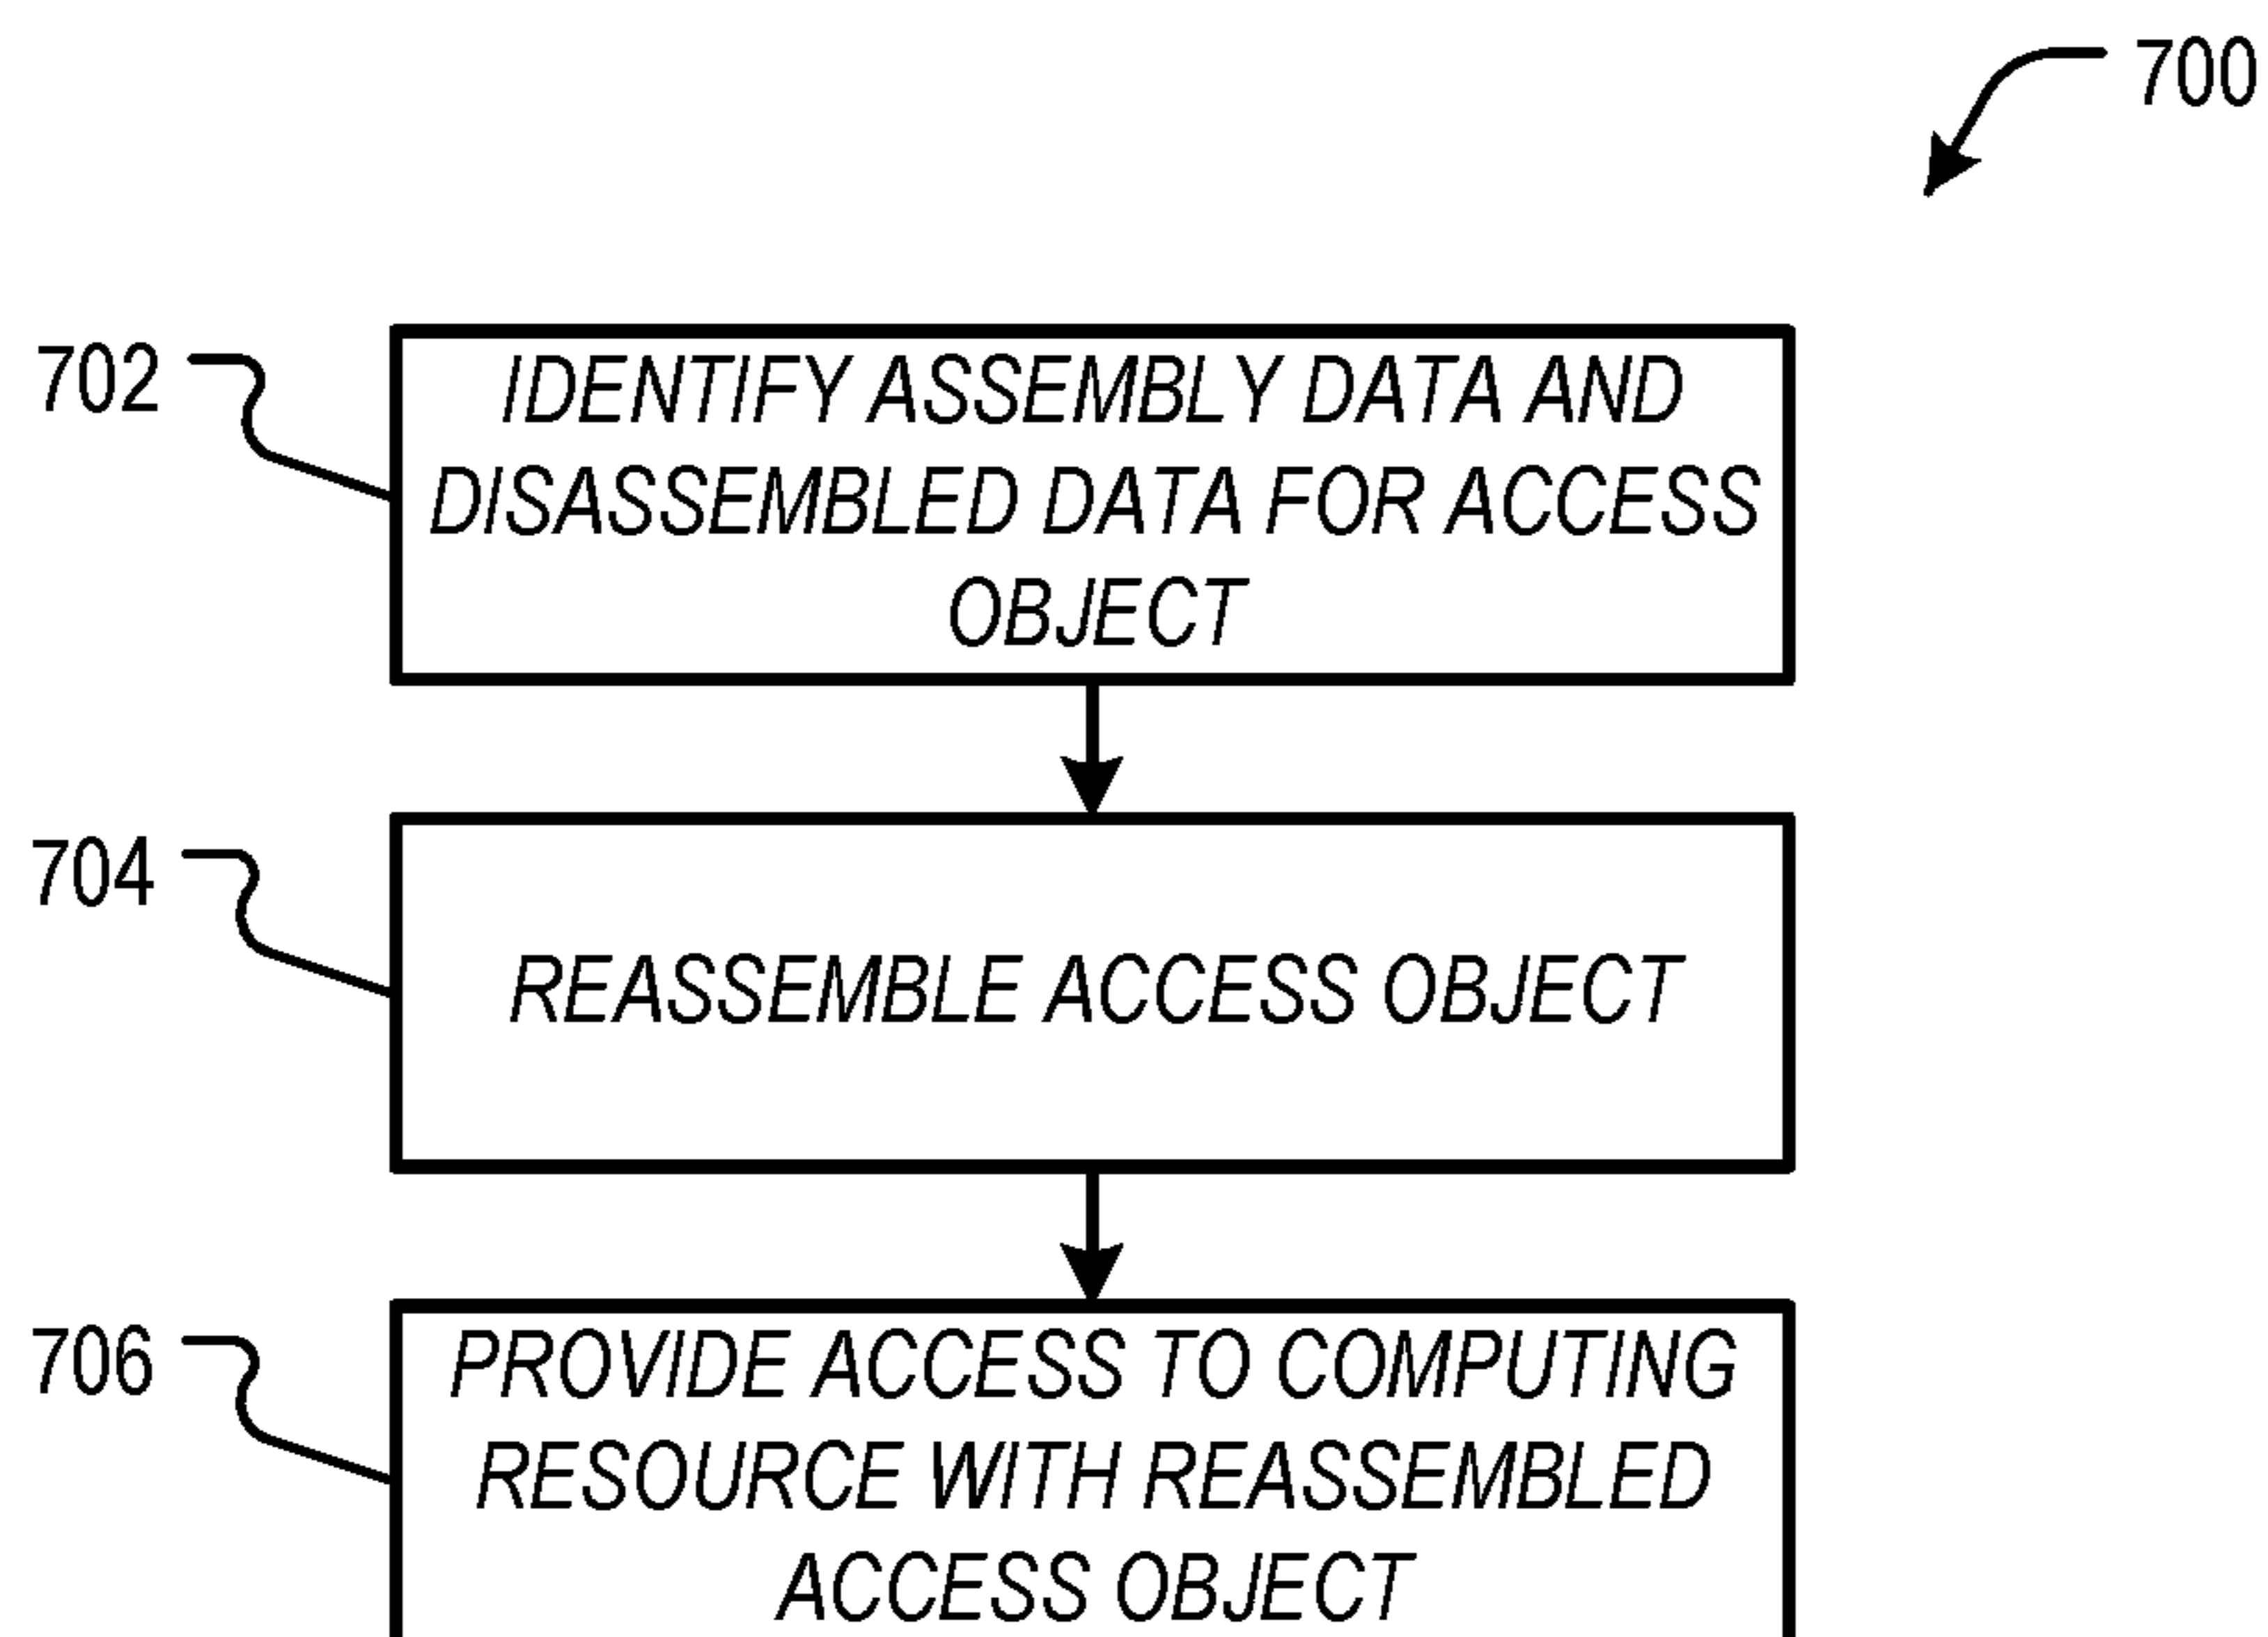 700
702
IDENTIFY ASSEMBLY DATA AND
DISASSEMBLED DATA FOR ACCESS
OBJECT
704
REASSEMBLE ACCESS OBJECT
706
PROVIDE ACCESS TO COMPUTING
RESOURCE WITH REASSEMBLED
ACCESS OBJECT